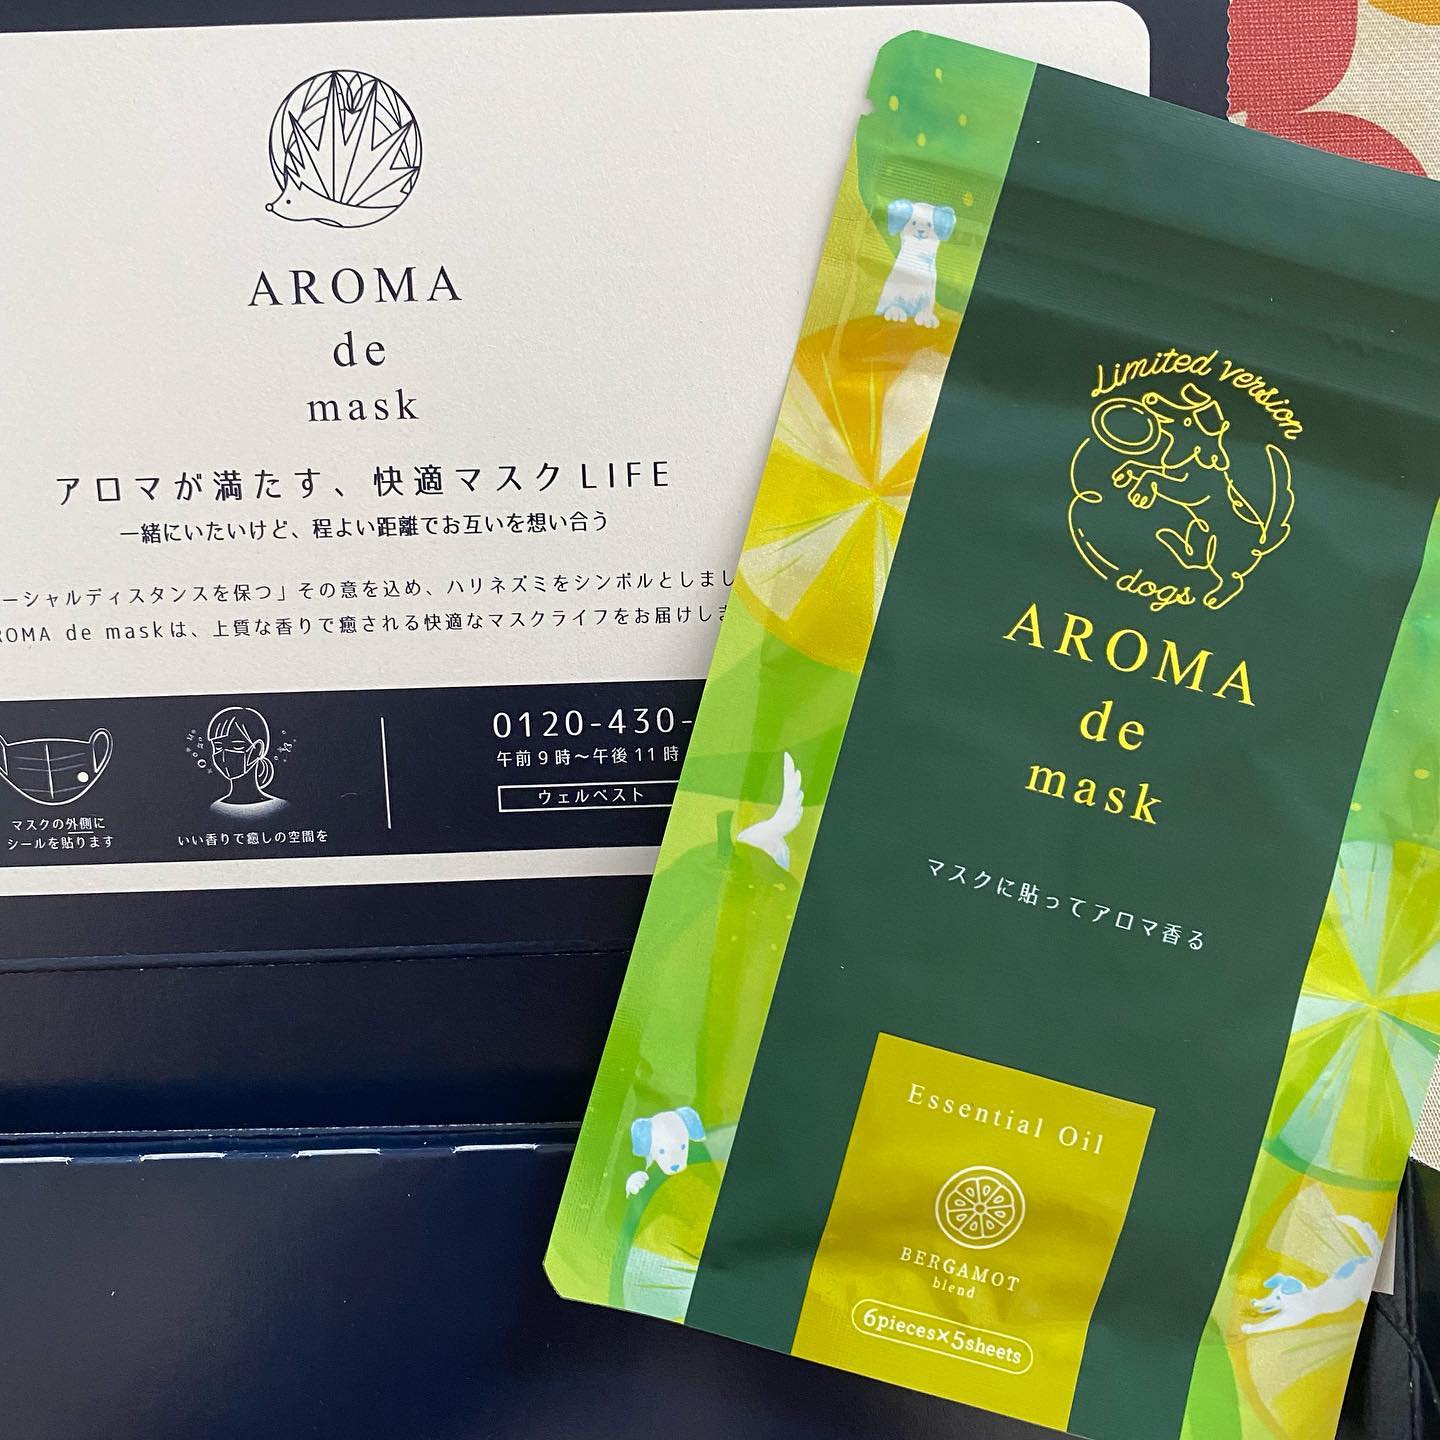 AROMA
de
mask
アロマが満たす、快適マスクLIFE
一緒にいたいけど、程よい距離でお互いを想い合う
ーシャルディスタンスを保つ」その意を込め、ハリネズミをシンボルとしまし
ROMA de maskは、上質な香りで癒される快適なマスクライフをお届けしま
マスクの外側に
シールを貼ります
いい香りで癒しの空間を
0120-430-
午前9時～午後11時
ウェルベスト
Limited version
dogs
AROMA
de
mask
マスクに貼ってアロマ香る
Essential Oil
BERGAMOT
blend
6pieces×5sheets